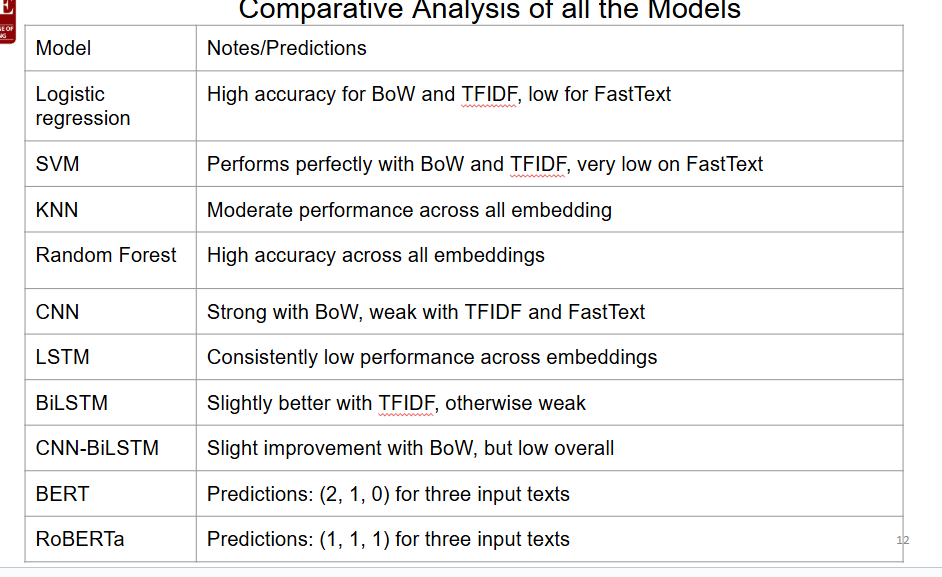 Comparative Analysis of all the Models
E
GE OF
NG
Model Notes/Predictions
Logistic regression High accuracy for BoW and TFIDF, low for FastText
SVM Performs perfectly with BoW and TFIDF, very low on FastText
KNN Moderate performance across all embedding
Random Forest High accuracy across all embeddings
CNN Strong with BoW, weak with TFIDF and FastText
LSTM Consistently low performance across embeddings
BiLSTM Slightly better with TFIDF, otherwise weak
CNN-BiLSTM Slight improvement with BoW, but low overall
BERT Predictions: (2, 1, 0) for three input texts
RoBERTa Predictions: (1, 1, 1) for three input texts
12